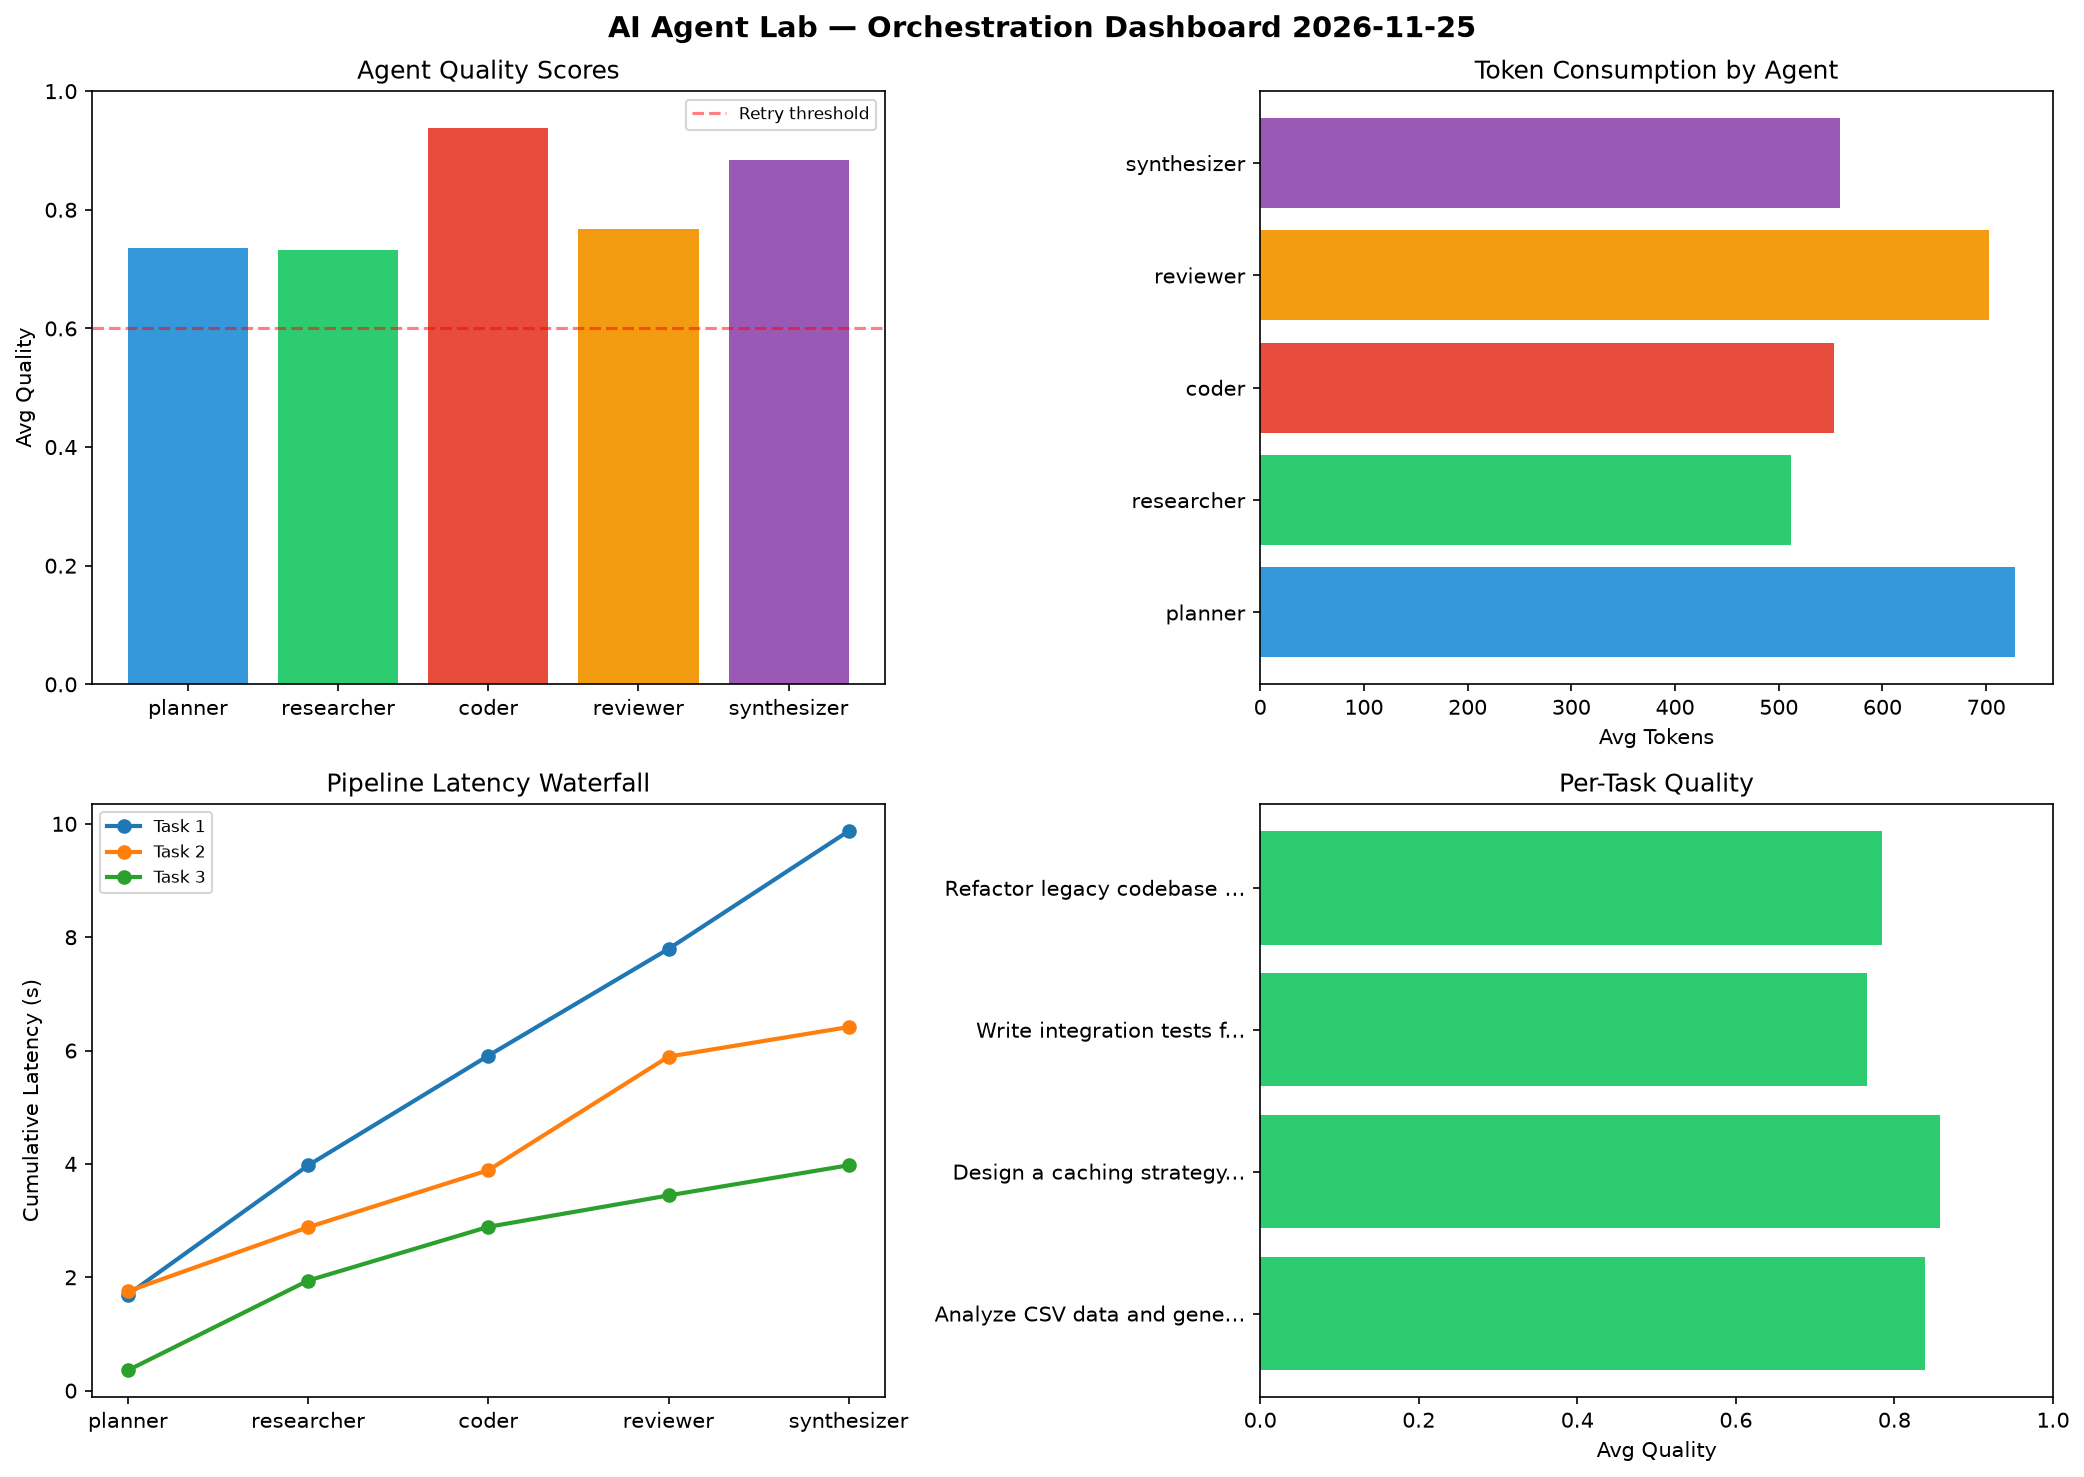 AI Agent Lab — Orchestration Dashboard 2026-11-25
Agent Quality Scores
Avg Quality
1.0
0.8
0.6
0.4
0.2
0.0
Retry threshold
planner researcher coder reviewer synthesizer
Token Consumption by Agent
synthesizer
reviewer
coder
researcher
planner
0 100 200 300 400 500 600 700
Avg Tokens
Pipeline Latency Waterfall
Cumulative Latency (s)
10
8
6
4
2
0
Task 1
Task 2
Task 3
planner researcher coder reviewer synthesizer
Per-Task Quality
Refactor legacy codebase ...
Write integration tests f...
Design a caching strategy...
Analyze CSV data and gene...
0.0 0.2 0.4 0.6 0.8 1.0
Avg Quality